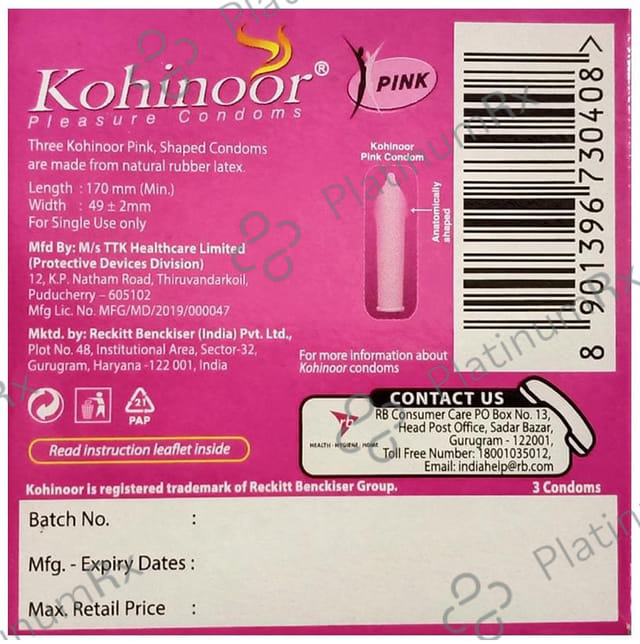 Kohinoor®
Pleasure Condoms
PINK
Three Kohinoor Pink, Shaped Condoms
are made from natural rubber latex.
Length : 170 mm (Min.)
Width : 49 ± 2mm
For Single Use only
Mfd By: M/s TTK Healthcare Limited
(Protective Devices Division)
12, K.P. Natham Road, Thiruvandarkoil,
Puducherry – 605102
Mfg Lic. No. MFG/MD/2019/000047
Mktd. by: Reckitt Benckiser (India) Pvt. Ltd.,
Plot No. 48, Institutional Area, Sector-32,
Gurugram, Haryana -122 001, India
21
PAP
Read instruction leaflet inside
Kohinoor
Pink Condom
Anatomically
shaped
8 901396 730408 >
For more information about
Kohinoor condoms
CONTACT US
rb
HEALTH · HYGIENE · HOME
RB Consumer Care PO Box No. 13,
Head Post Office, Sadar Bazar,
Gurugram - 122001,
Toll Free Number: 18001035012,
Email: indiahelp@rb.com
Kohinoor is registered trademark of Reckitt Benckiser Group.
3 Condoms
Batch No. :
Mfg. - Expiry Dates :
Max. Retail Price :
PlatinumRx
PlatinumRx
PlatinumRx
PlatinumRx